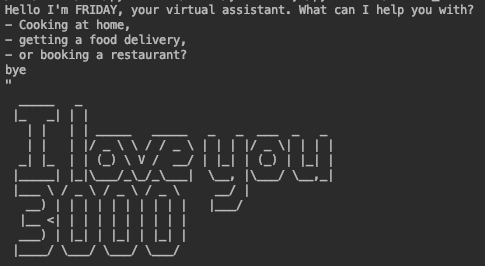 Hello I'm FRIDAY, your virtual assistant. What can I help you with?
- Cooking at home,
- getting a food delivery,
- or booking a restaurant?
bye
"
I love you
3000